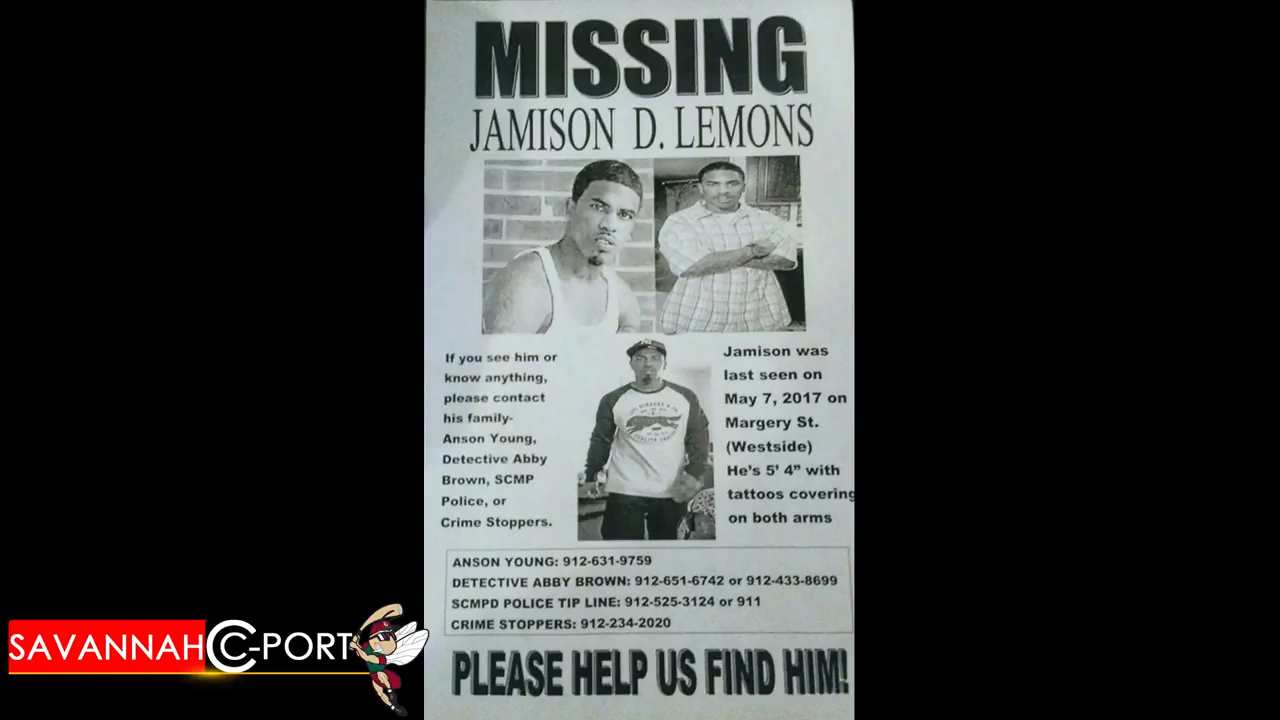 MISSING
JAMISON D. LEMONS
If you see him or
know anything,
please contact
his family-
Anson Young,
Detective Abby
Brown, SCMP
Police, or
Crime Stoppers.
Jamison was
last seen on
May 7, 2017 on
Margery St.
(Westside)
He's 5' 4" with
tattoos covering
on both arms
ANSON YOUNG: 912-631-9759
DETECTIVE ABBY BROWN: 912-651-6742 or 912-433-8699
SCMPD POLICE TIP LINE: 912-525-3124 or 911
CRIME STOPPERS: 912-234-2020
PLEASE HELP US FIND HIM!
SAVANNAH C-PORT